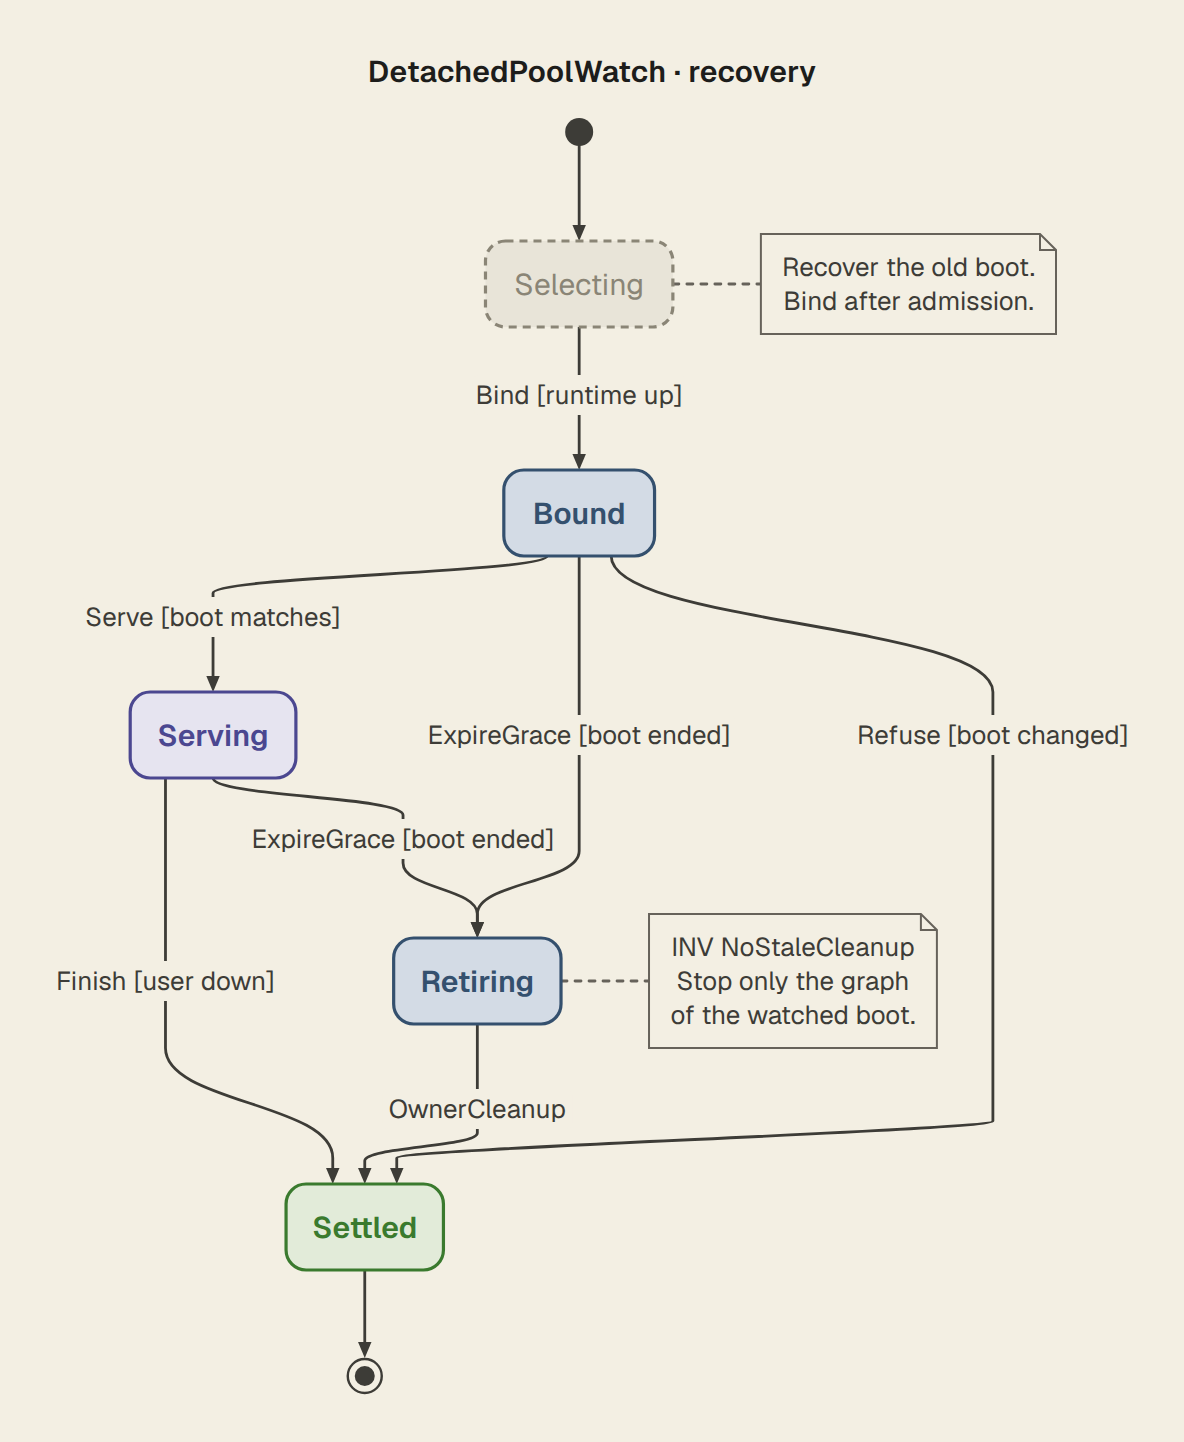 DetachedPoolWatch · recovery
Selecting
Recover the old boot.
Bind after admission.
Bind [runtime up]
Bound
Serve [boot matches]
Serving
ExpireGrace [boot ended]
Refuse [boot changed]
ExpireGrace [boot ended]
Finish [user down]
Retiring
INV NoStaleCleanup
Stop only the graph
of the watched boot.
OwnerCleanup
Settled